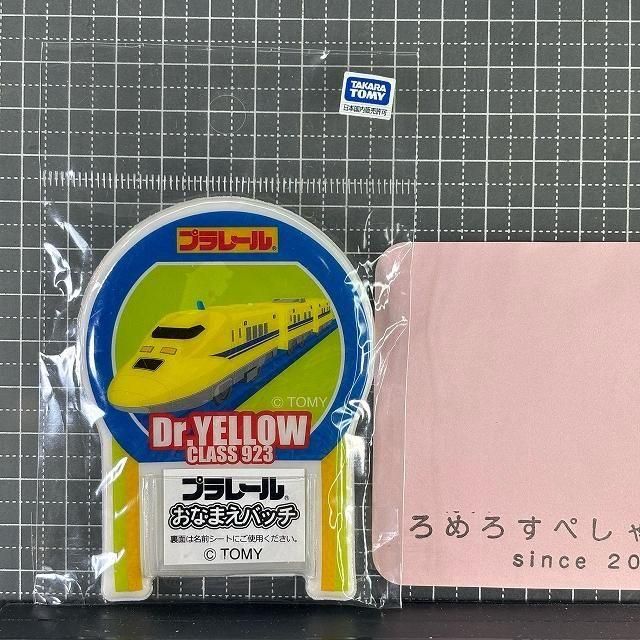 TAKARA
TOMY
日本国内販売許可
プラレール®
© TOMY
Dr.YELLOW
CLASS 923
プラレール®
おなまえバッチ
裏面は名前シートにご使用ください。
© TOMY
ろめろすぺしゃ
since 20